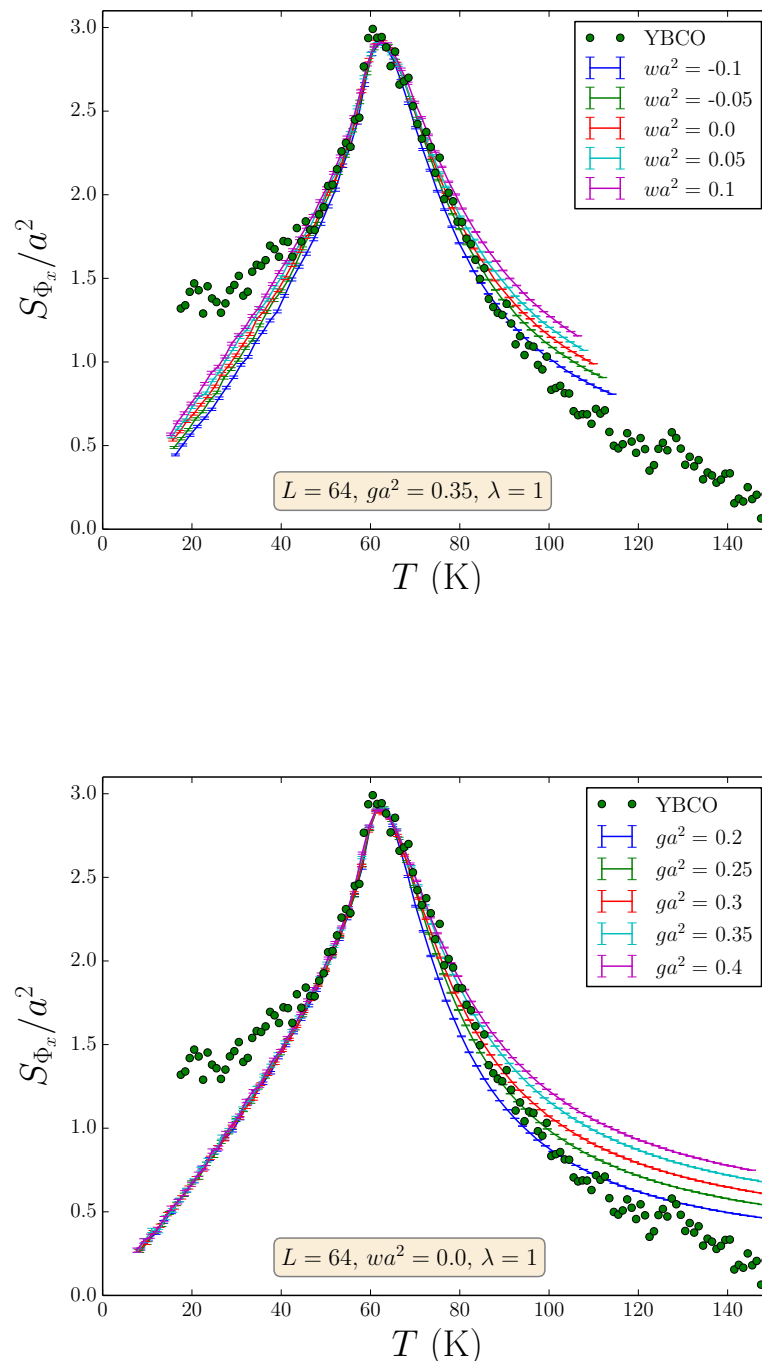 3.0
2.5
2.0
1.5
1.0
0.5
0.0
0 20 40 60 80 100 120 140
S_{Φ_x}/a^2
T (K)
YBCO
wa^2 = -0.1
wa^2 = -0.05
wa^2 = 0.0
wa^2 = 0.05
wa^2 = 0.1
L = 64, ga^2 = 0.35, λ = 1
3.0
2.5
2.0
1.5
1.0
0.5
0.0
0 20 40 60 80 100 120 140
S_{Φ_x}/a^2
T (K)
YBCO
ga^2 = 0.2
ga^2 = 0.25
ga^2 = 0.3
ga^2 = 0.35
ga^2 = 0.4
L = 64, wa^2 = 0.0, λ = 1